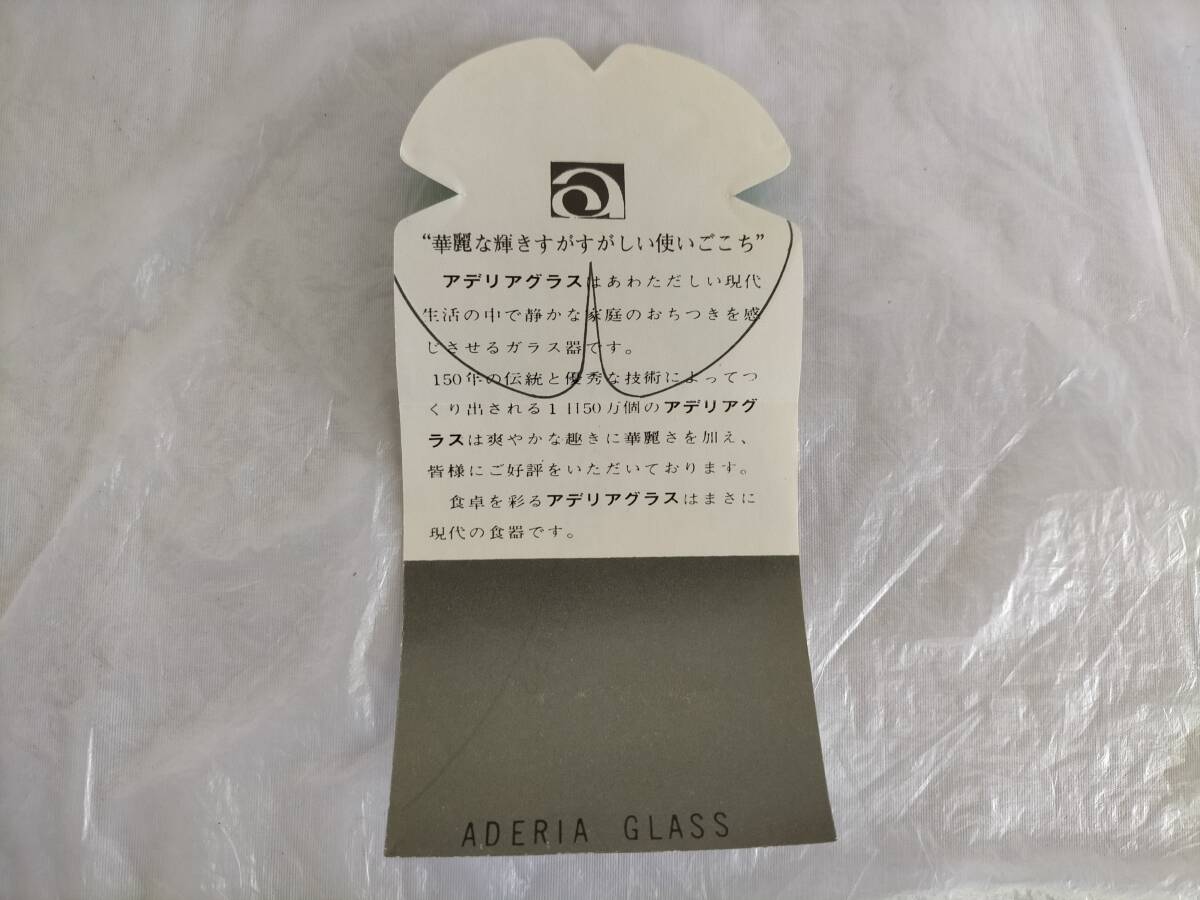 “華麗な輝きすがすがしい使いごこち”
アデリアグラスはあわただしい現代
生活の中で静かな家庭のおちつきを感
じさせるガラス器です。
150年の伝統と優秀な技術によってつ
くり出される1日50万個のアデリアグ
ラスは爽やかな趣きに華麗さを加え、
皆様にご好評をいただいております。
食卓を彩るアデリアグラスはまさに
現代の食器です。
ADERIA GLASS